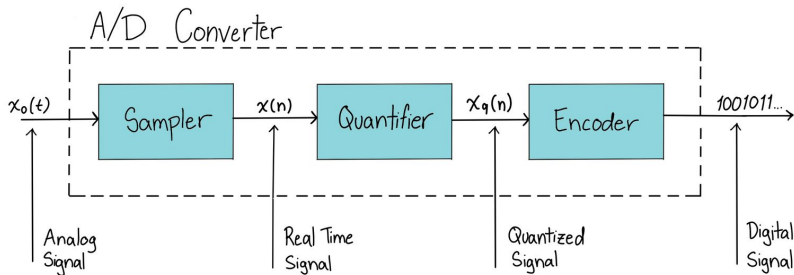 A/D Converter
x₀(t)
Sampler
x(n)
Quantifier
x_q(n)
Encoder
1001011...
Analog
Signal
Real Time
Signal
Quantized
Signal
Digital
Signal